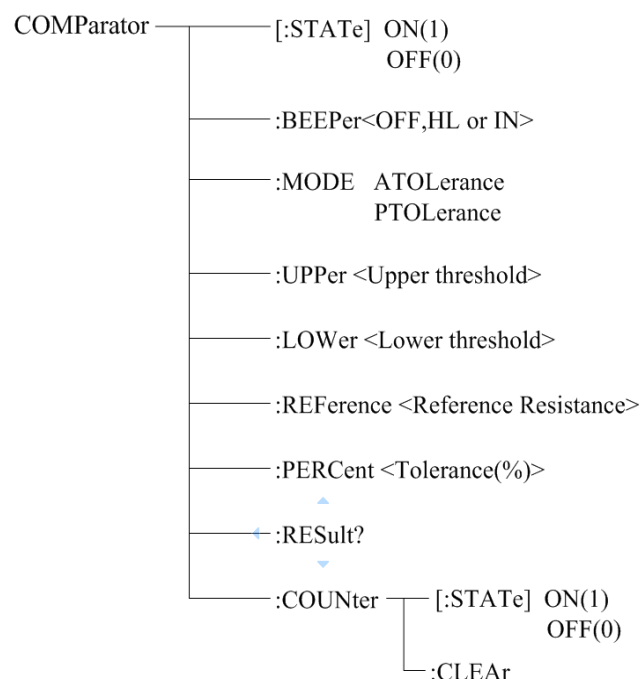 COMParator [:STATe] ON(1)
OFF(0)
:BEEPer<OFF,HL or IN>
:MODE ATOLerance
PTOLerance
:UPPer <Upper threshold>
:LOWer <Lower threshold>
:REFerence <Reference Resistance>
:PERCent <Tolerance(%)>
:RESult?
:COUNter [:STATe] ON(1)
OFF(0)
:CLEAr